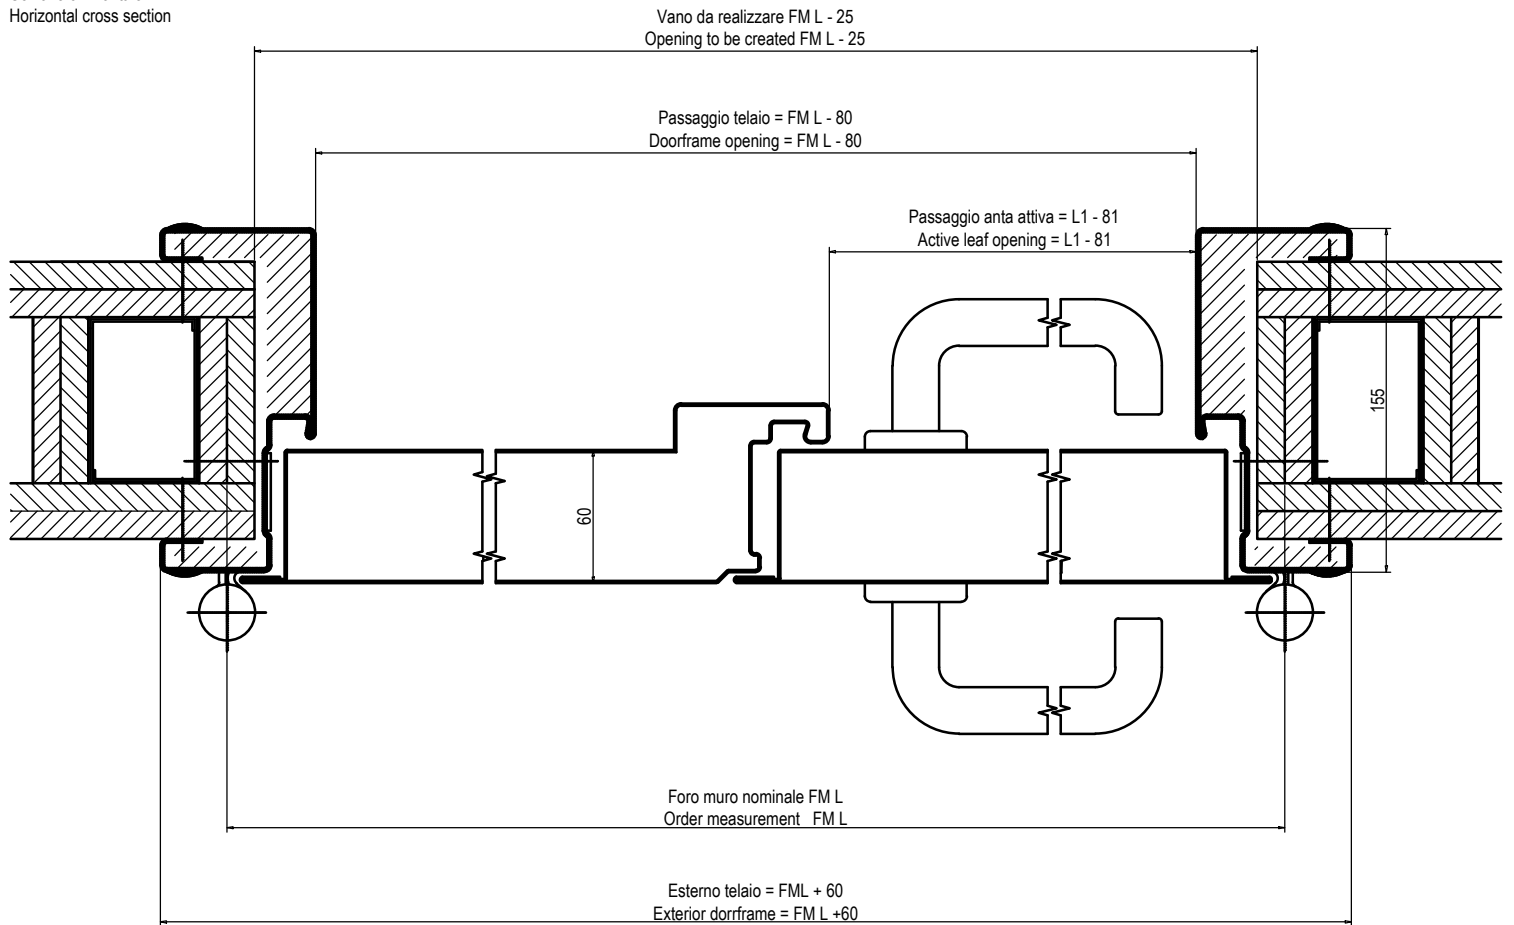 Horizontal cross section
Vano da realizzare FM L - 25
Opening to be created FM L - 25
Passaggio telaio = FM L - 80
Doorframe opening = FM L - 80
Passaggio anta attiva = L1 - 81
Active leaf opening = L1 - 81
155
60
Foro muro nominale FM L
Order measurement FM L
Esterno telaio = FML + 60
Exterior dorrframe = FM L +60